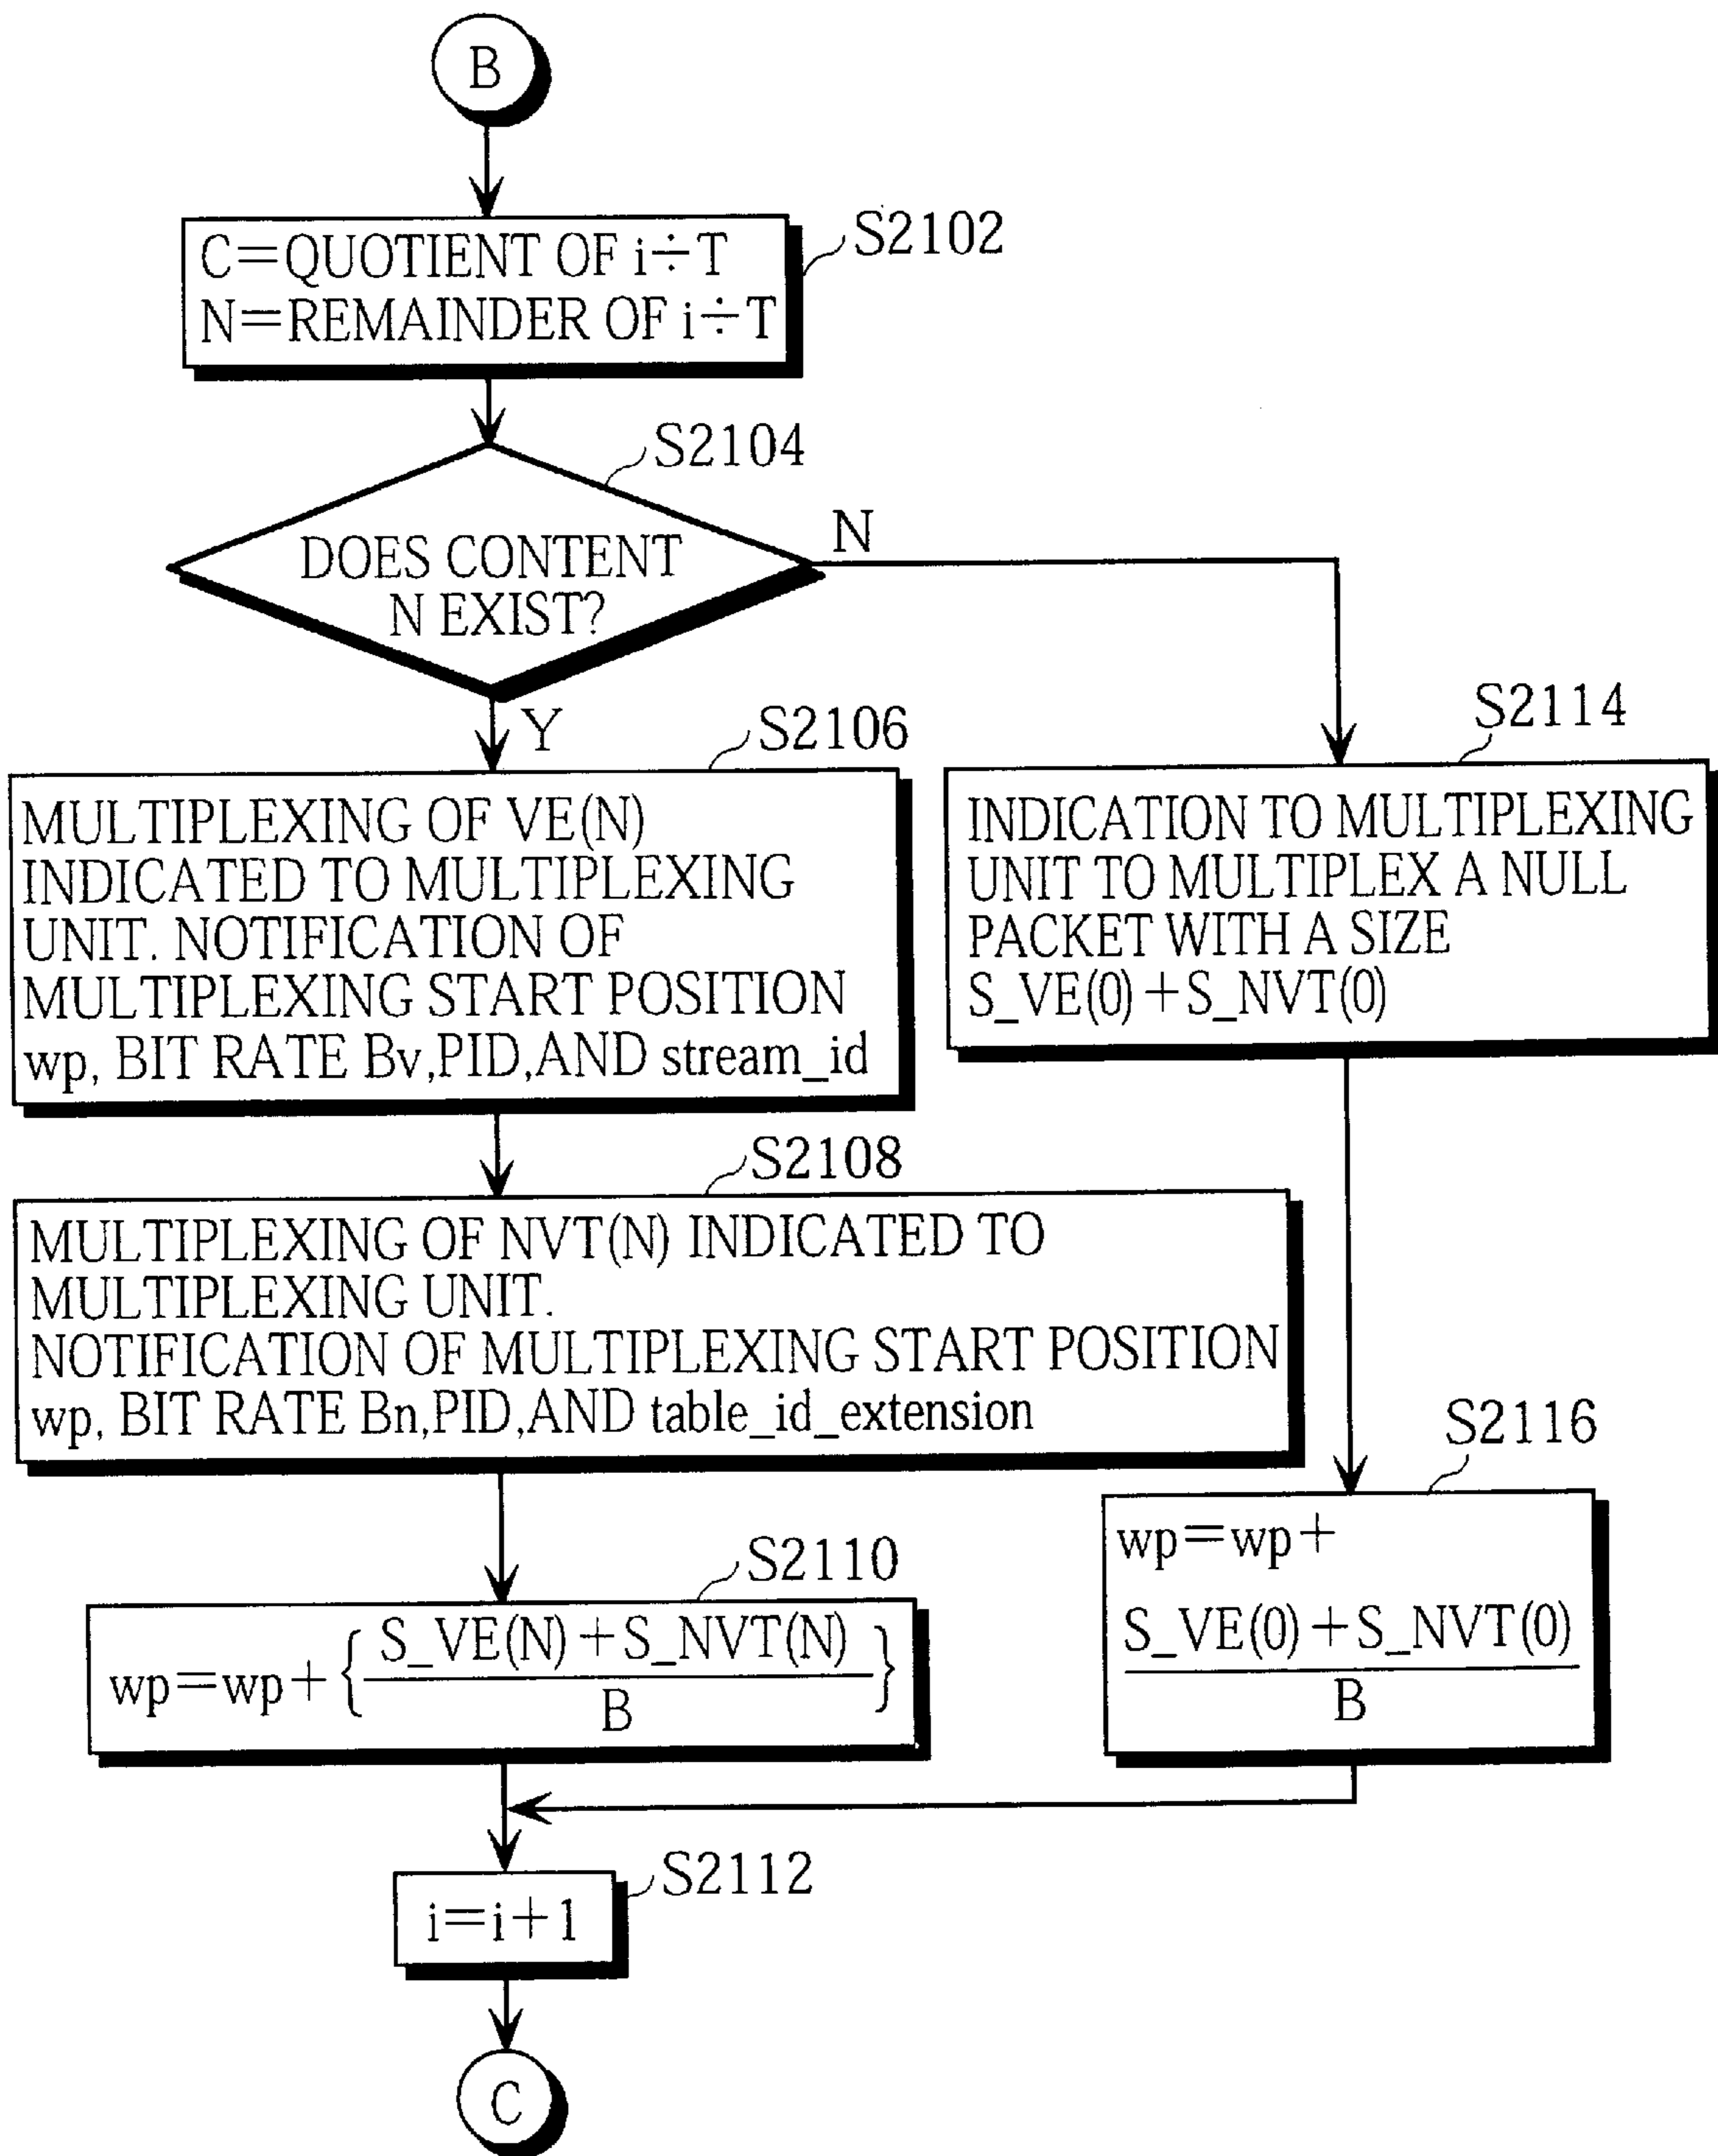 B
S2102
C=QUOTIENT OF i÷T
N=REMAINDER OF i÷T
S2104
DOES CONTENT
N EXIST?
N
Y
S2106
MULTIPLEXING OF VE(N)
INDICATED TO MULTIPLEXING
UNIT. NOTIFICATION OF
MULTIPLEXING START POSITION
wp, BIT RATE Bv,PID,AND stream_id
S2114
INDICATION TO MULTIPLEXING
UNIT TO MULTIPLEX A NULL
PACKET WITH A SIZE
S_VE(0)+S_NVT(0)
S2108
MULTIPLEXING OF NVT(N) INDICATED TO
MULTIPLEXING UNIT.
NOTIFICATION OF MULTIPLEXING START POSITION
wp, BIT RATE Bn,PID,AND table_id_extension
S2116
wp=wp+
S_VE(0)+S_NVT(0)
B
S2110
S_VE(N)+S_NVT(N)
wp=wp+{ }
B
S2112
i=i+1
C